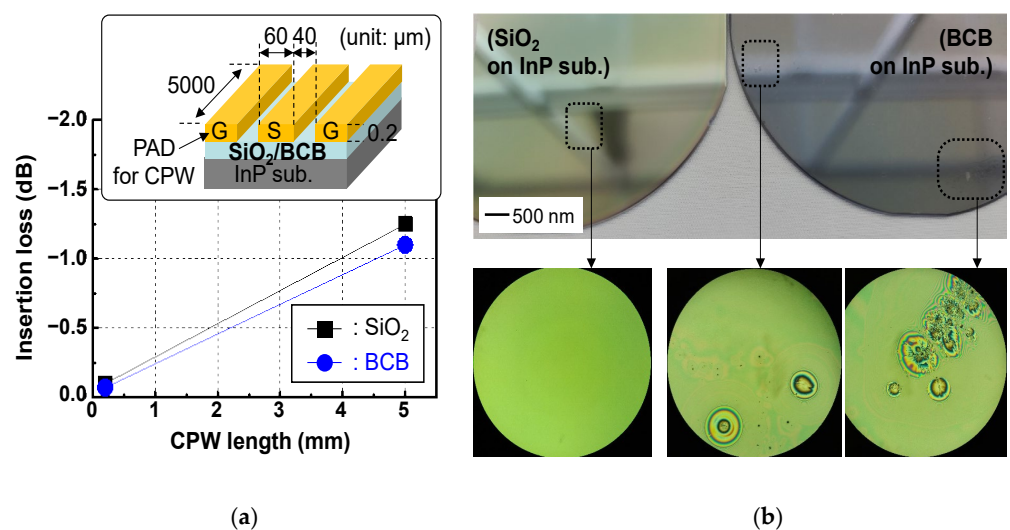 60 40 (unit: μm)
5000
G S G 0.2
PAD
for CPW
SiO2/BCB
InP sub.
−2.0
−1.5
−1.0
−0.5
0.0
Insertion loss (dB)
: SiO2
: BCB
0 1 2 3 4 5
CPW length (mm)
(a)
(SiO2
on InP sub.)
(BCB
on InP sub.)
500 nm
(b)